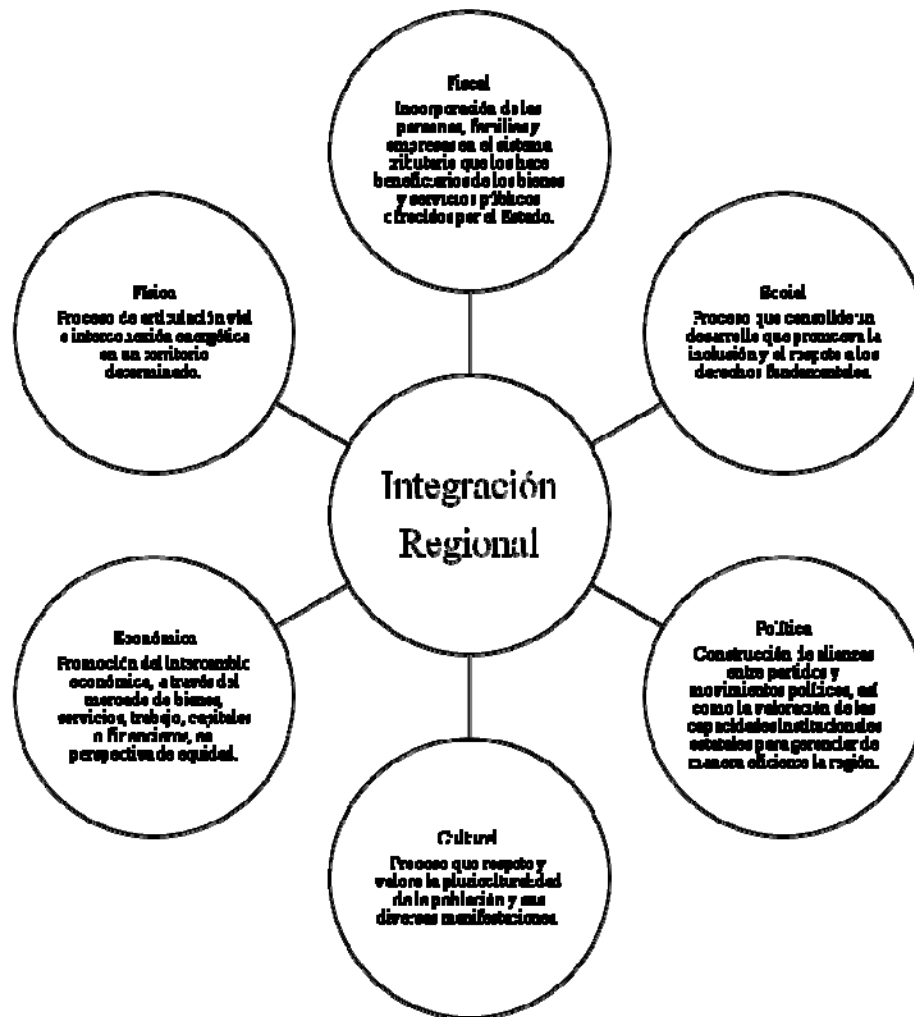 Fiscal
Incorporación de las
personas, familias y
empresas en el sistema
tributario que los hace
beneficiarios de los bienes
y servicios públicos
ofrecidos por el Estado.
Física
Proceso de articulación vial
e interconexión energética
en un territorio
determinado.
Social
Proceso que consolide un
desarrollo que promueva la
inclusión y el respeto a los
derechos fundamentales.
Integración
Regional
Económica
Promoción del intercambio
económico, a través del
mercado de bienes,
servicios, trabajo, capitales
o financieros, en
perspectiva de equidad.
Política
Construcción de alianzas
entre partidos y
movimientos políticos, así
como la valoración de las
capacidades institucionales
estatales para gerenciar de
manera eficiente la región.
Cultural
Proceso que respete y
valore la pluriculturalidad
de la población y sus
diversas manifestaciones.